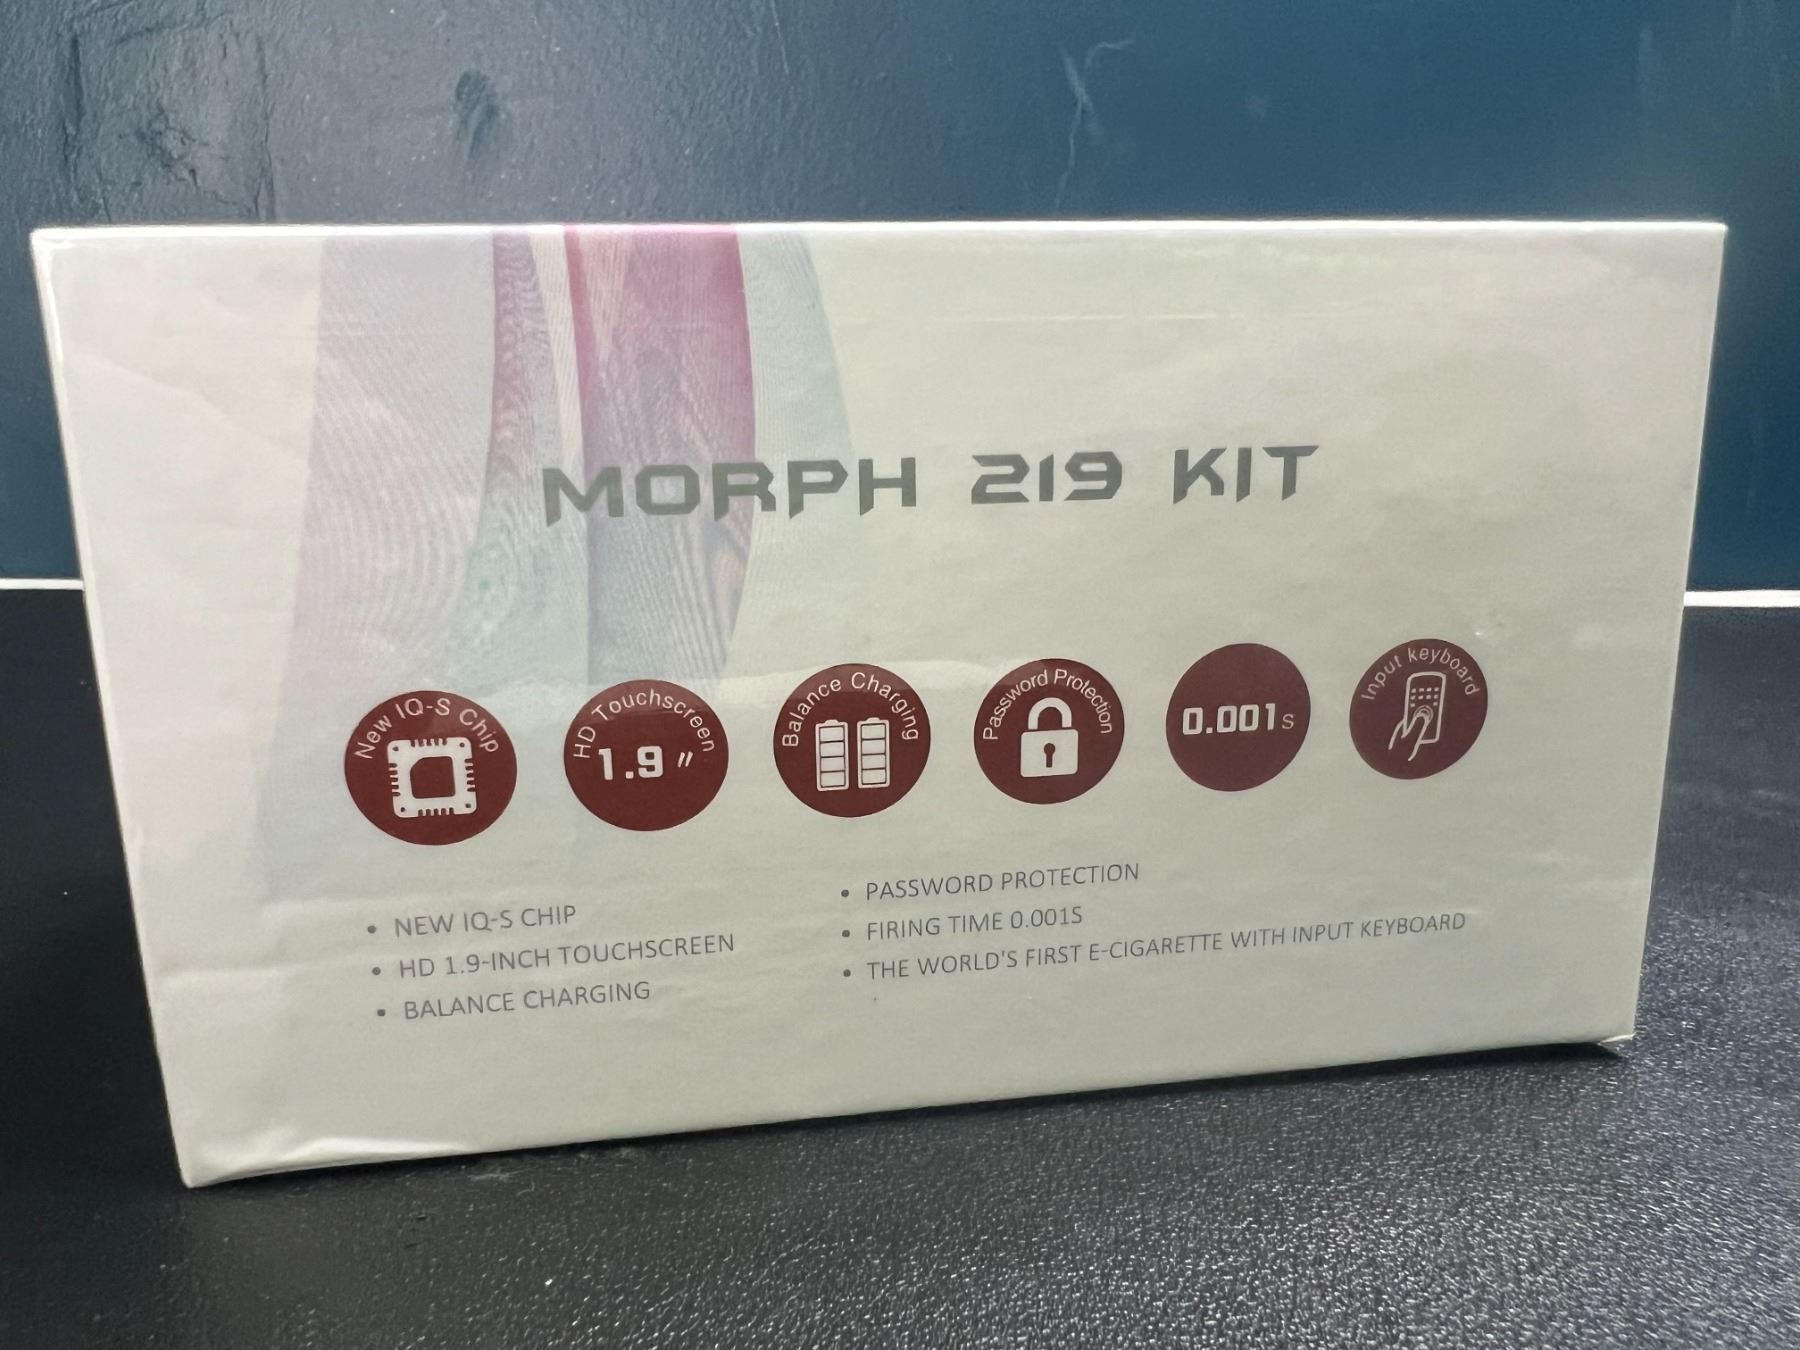 MORPH 219 KIT
New IQ-S Chip
HD Touchscreen
1.9"
Balance Charging
Password Protection
0.001s
Input keyboard
• NEW IQ-S CHIP
• HD 1.9-INCH TOUCHSCREEN
• BALANCE CHARGING
• PASSWORD PROTECTION
• FIRING TIME 0.001S
• THE WORLD'S FIRST E-CIGARETTE WITH INPUT KEYBOARD